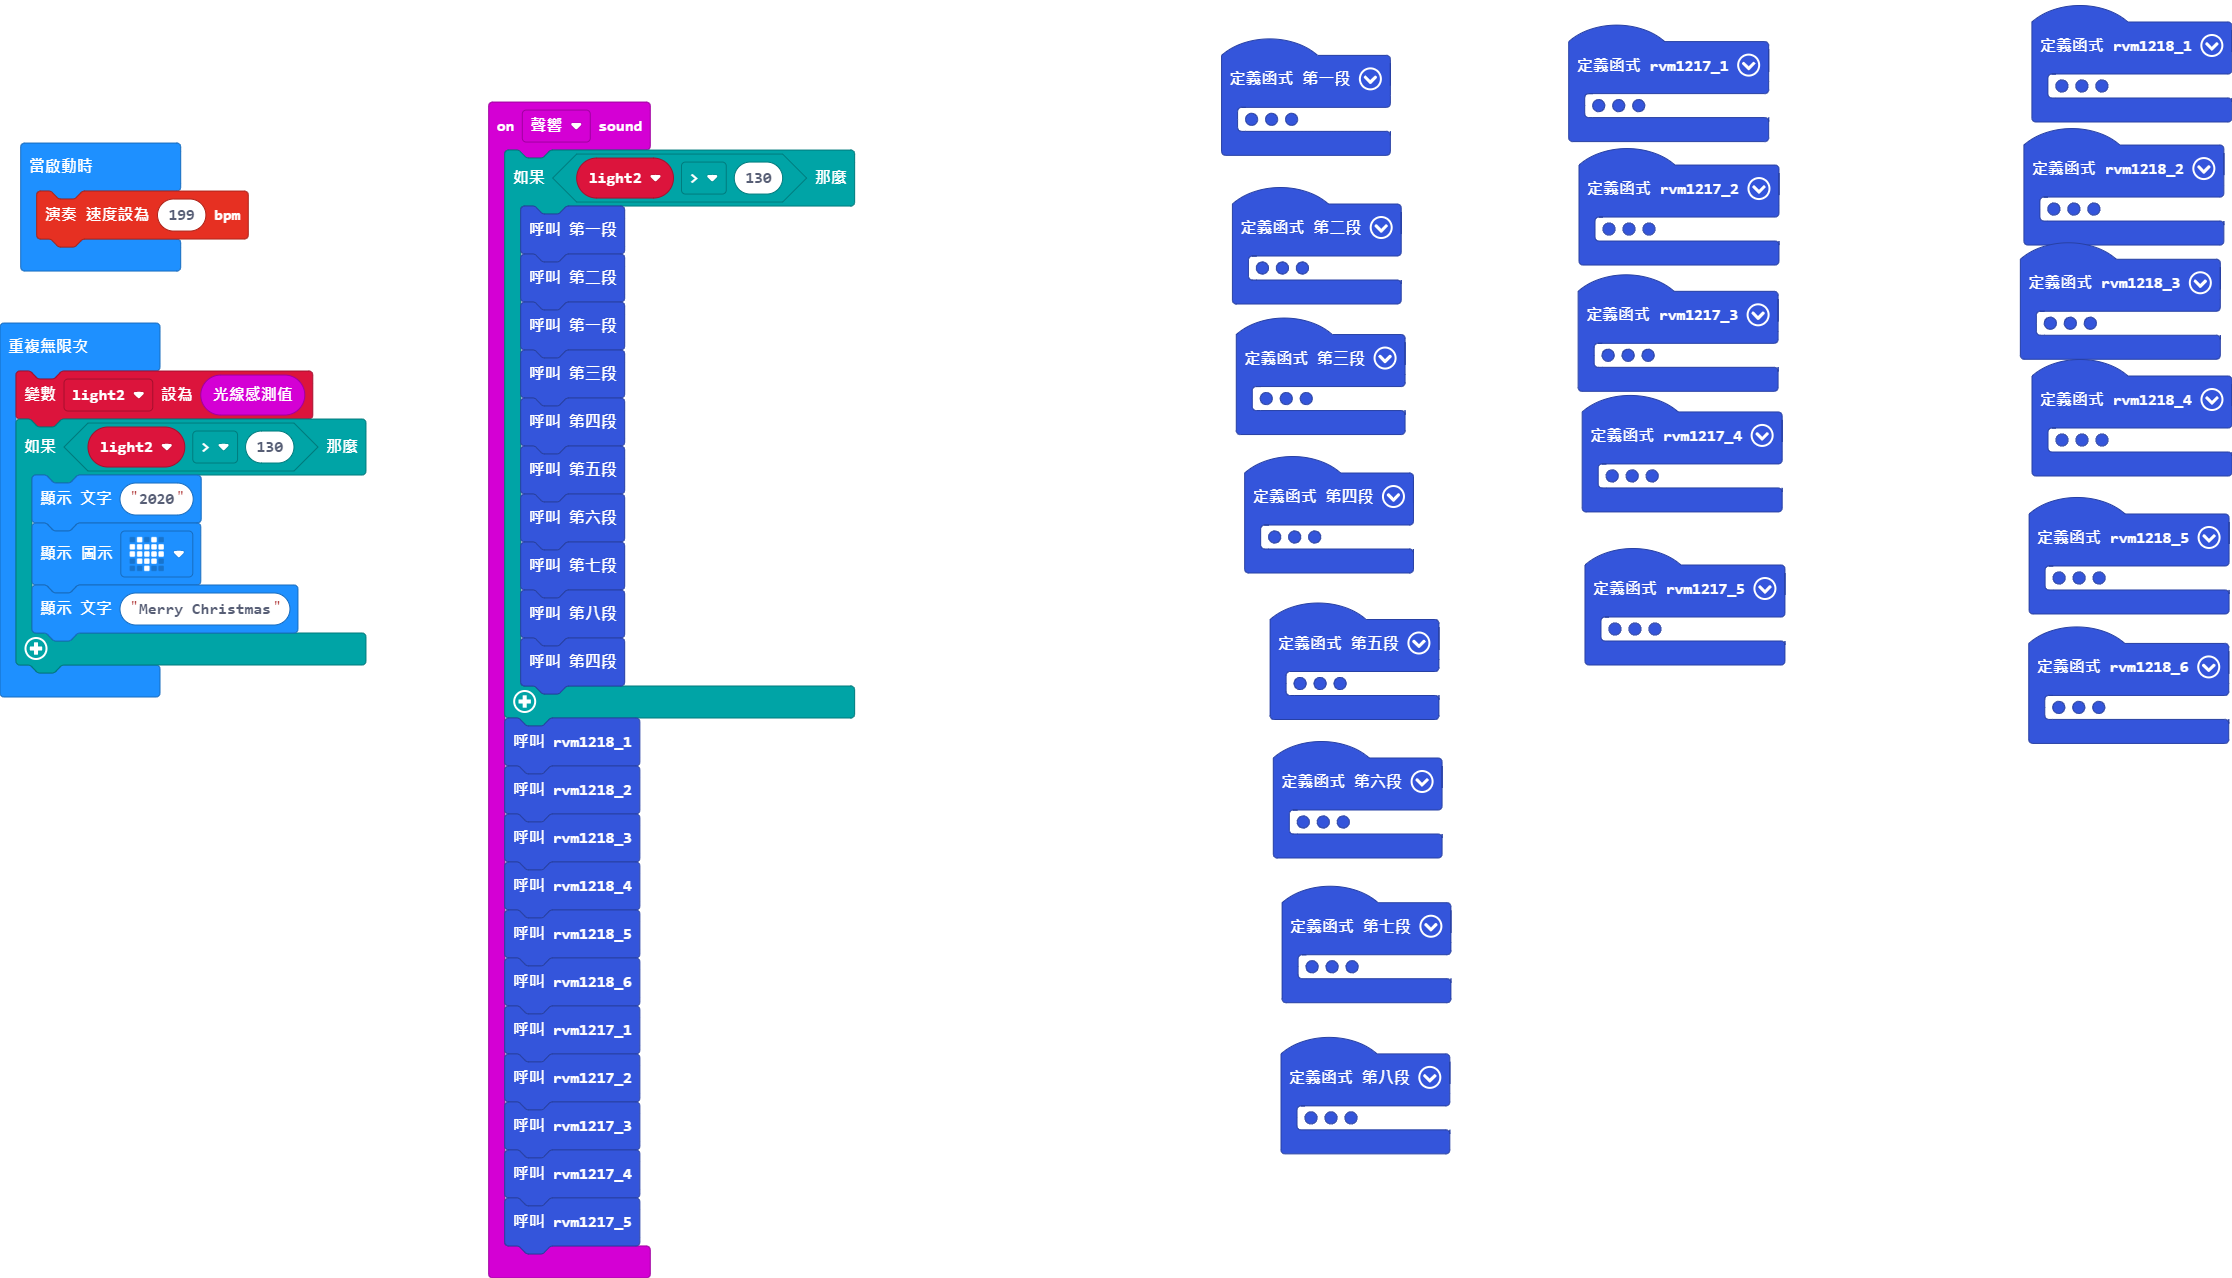 當啟動時
演奏 速度設為 199 bpm
重複無限次
變數 light2 設為 光線感測值
如果 light2 > 130 那麼
顯示 文字 "2020"
顯示 圖示
顯示 文字 "Merry Christmas"
on 聲響 sound
如果 light2 > 130 那麼
呼叫 第一段
呼叫 第二段
呼叫 第一段
呼叫 第三段
呼叫 第四段
呼叫 第五段
呼叫 第六段
呼叫 第七段
呼叫 第八段
呼叫 第四段
呼叫 rvm1218_1
呼叫 rvm1218_2
呼叫 rvm1218_3
呼叫 rvm1218_4
呼叫 rvm1218_5
呼叫 rvm1218_6
呼叫 rvm1217_1
呼叫 rvm1217_2
呼叫 rvm1217_3
呼叫 rvm1217_4
呼叫 rvm1217_5
定義函式 第一段
定義函式 第二段
定義函式 第三段
定義函式 第四段
定義函式 第五段
定義函式 第六段
定義函式 第七段
定義函式 第八段
定義函式 rvm1217_1
定義函式 rvm1217_2
定義函式 rvm1217_3
定義函式 rvm1217_4
定義函式 rvm1217_5
定義函式 rvm1218_1
定義函式 rvm1218_2
定義函式 rvm1218_3
定義函式 rvm1218_4
定義函式 rvm1218_5
定義函式 rvm1218_6